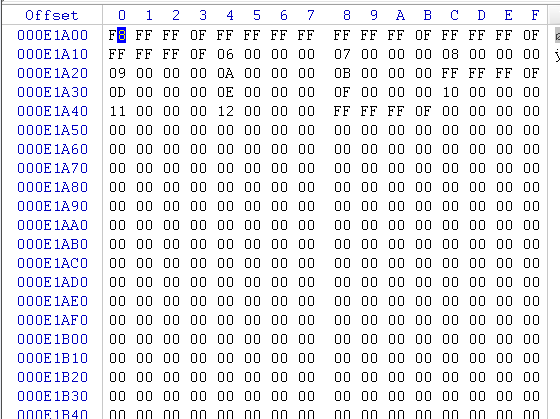 Offset 0 1 2 3 4 5 6 7 8 9 A B C D E F
000E1A00 F8 FF FF 0F FF FF FF FF FF FF FF 0F FF FF FF 0F
000E1A10 FF FF FF 0F 06 00 00 00 07 00 00 00 08 00 00 00
000E1A20 09 00 00 00 0A 00 00 00 0B 00 00 00 FF FF FF 0F
000E1A30 0D 00 00 00 0E 00 00 00 0F 00 00 00 10 00 00 00
000E1A40 11 00 00 00 12 00 00 00 FF FF FF 0F 00 00 00 00
000E1A50 00 00 00 00 00 00 00 00 00 00 00 00 00 00 00 00
000E1A60 00 00 00 00 00 00 00 00 00 00 00 00 00 00 00 00
000E1A70 00 00 00 00 00 00 00 00 00 00 00 00 00 00 00 00
000E1A80 00 00 00 00 00 00 00 00 00 00 00 00 00 00 00 00
000E1A90 00 00 00 00 00 00 00 00 00 00 00 00 00 00 00 00
000E1AA0 00 00 00 00 00 00 00 00 00 00 00 00 00 00 00 00
000E1AB0 00 00 00 00 00 00 00 00 00 00 00 00 00 00 00 00
000E1AC0 00 00 00 00 00 00 00 00 00 00 00 00 00 00 00 00
000E1AD0 00 00 00 00 00 00 00 00 00 00 00 00 00 00 00 00
000E1AE0 00 00 00 00 00 00 00 00 00 00 00 00 00 00 00 00
000E1AF0 00 00 00 00 00 00 00 00 00 00 00 00 00 00 00 00
000E1B00 00 00 00 00 00 00 00 00 00 00 00 00 00 00 00 00
000E1B10 00 00 00 00 00 00 00 00 00 00 00 00 00 00 00 00
000E1B20 00 00 00 00 00 00 00 00 00 00 00 00 00 00 00 00
000E1B30 00 00 00 00 00 00 00 00 00 00 00 00 00 00 00 00
000E1B40 00 00 00 00 00 00 00 00 00 00 00 00 00 00 00 00